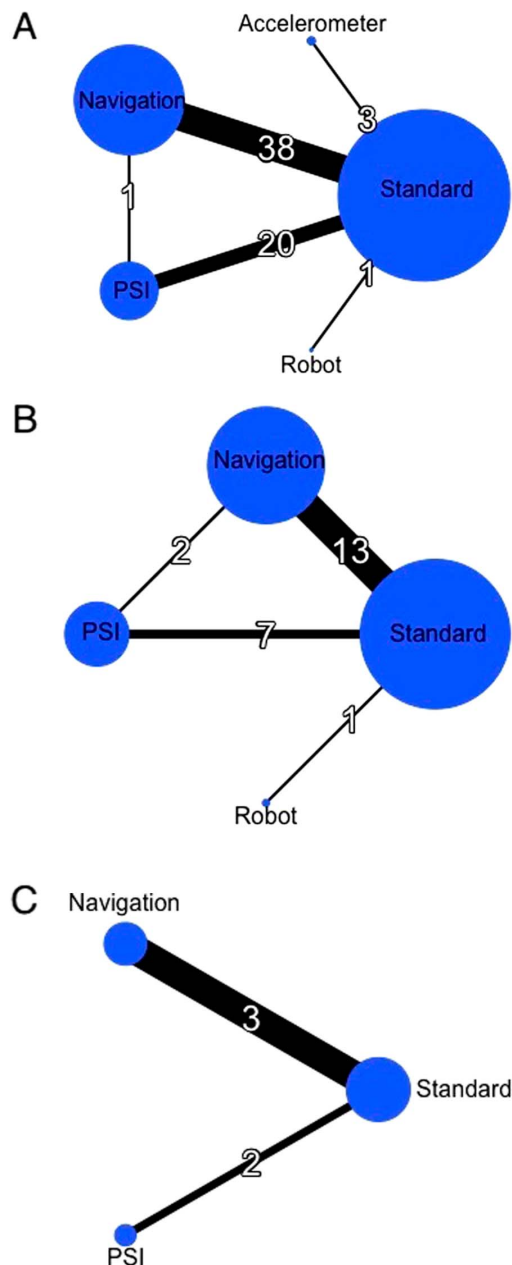 A
Accelerometer
Navigation
3
38
Standard
1
20
PSI
1
Robot
B
Navigation
2
13
PSI
7
Standard
1
Robot
C
Navigation
3
Standard
2
PSI